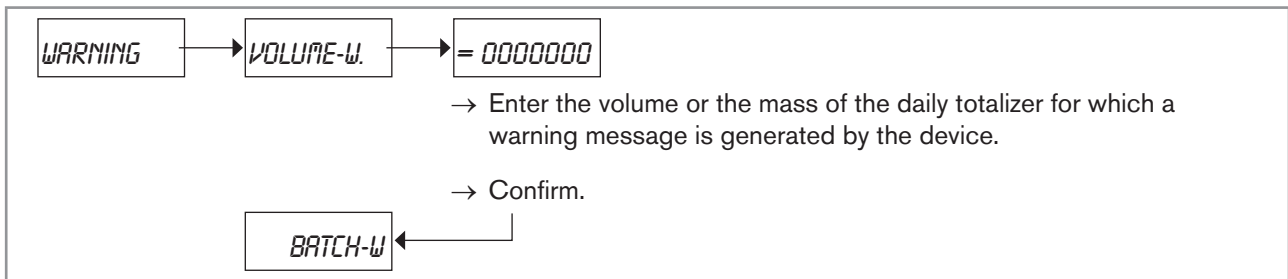 WARNING VOLUME-W. = 0000000
→ Enter the volume or the mass of the daily totalizer for which a
warning message is generated by the device.
→ Confirm.
BATCH-W